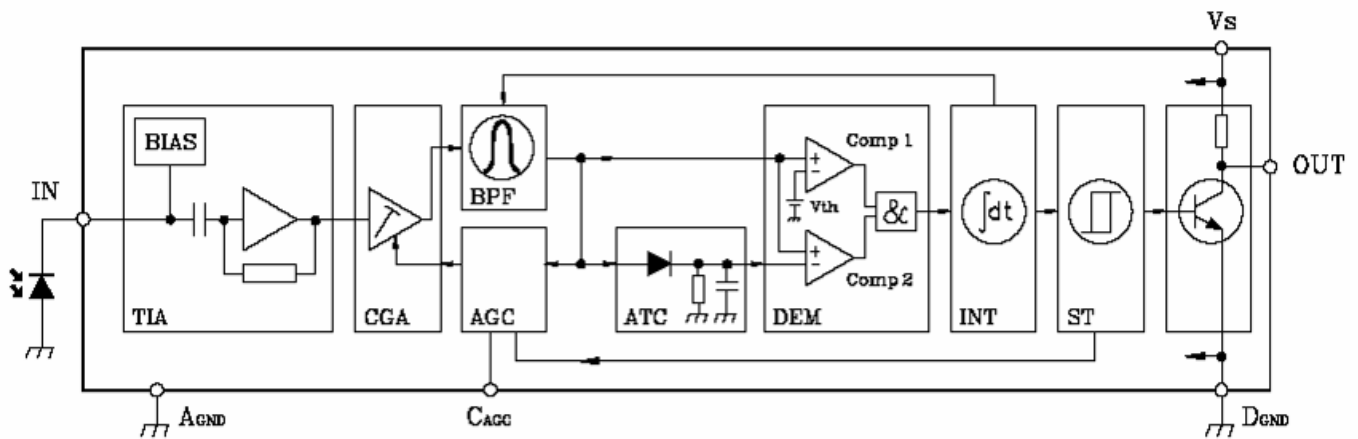 Vs
BIAS
Comp 1
IN
OUT
BPF
Vth
&
∫dt
Comp 2
TIA
CGA
AGC
ATC
DEM
INT
ST
AGND
CAGC
DGND